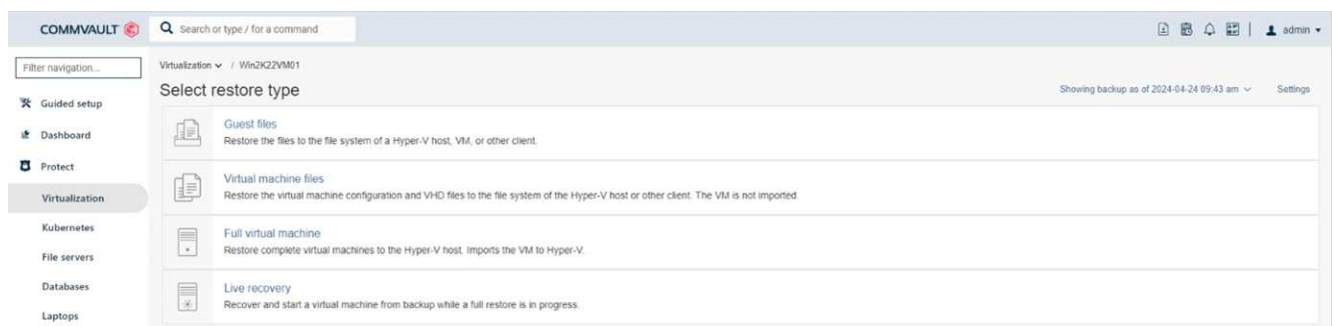 COMMVAULT
Search or type / for a command
admin
Filter navigation...
Virtualization / Win2K22VM01
Select restore type
Showing backup as of 2024-04-24 09:43 am
Settings
Guided setup
Dashboard
Protect
Virtualization
Kubernetes
File servers
Databases
Laptops
Guest files
Restore the files to the file system of a Hyper-V host, VM, or other client.
Virtual machine files
Restore the virtual machine configuration and VHD files to the file system of the Hyper-V host or other client. The VM is not imported.
Full virtual machine
Restore complete virtual machines to the Hyper-V host. Imports the VM to Hyper-V.
Live recovery
Recover and start a virtual machine from backup while a full restore is in progress.